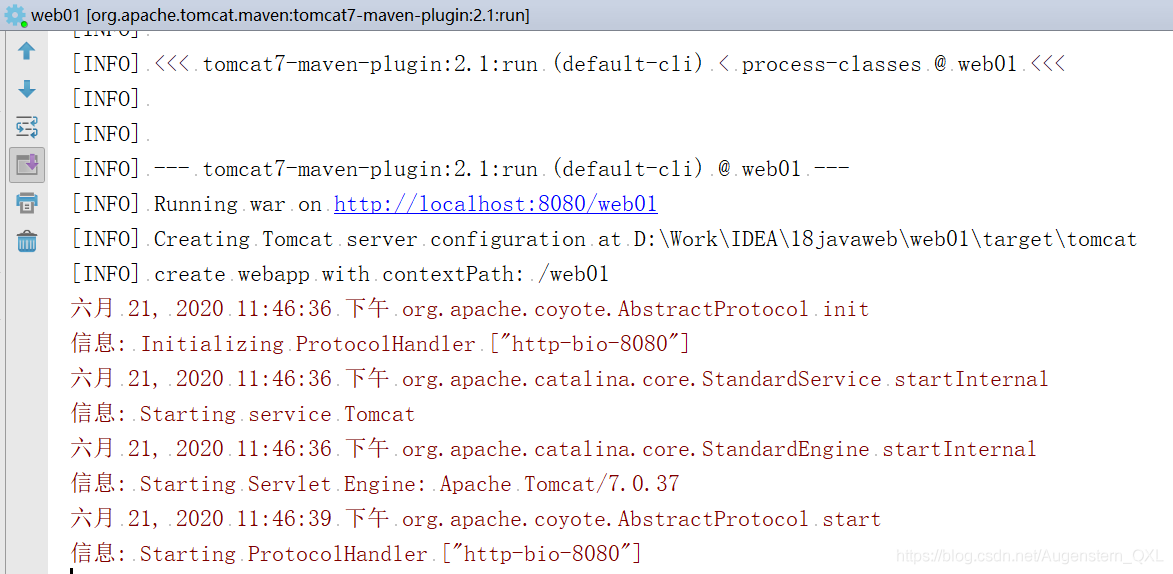 web01 [org.apache.tomcat.maven:tomcat7-maven-plugin:2.1:run]
[INFO]
[INFO] <<< tomcat7-maven-plugin:2.1:run (default-cli) < process-classes @ web01 <<<
[INFO]
[INFO]
[INFO] --- tomcat7-maven-plugin:2.1:run (default-cli) @ web01 ---
[INFO] Running war on http://localhost:8080/web01
[INFO] Creating Tomcat server configuration at D:\Work\IDEA\18javaweb\web01\target\tomcat
[INFO] create webapp with contextPath: /web01
六月 21, 2020 11:46:36 下午 org.apache.coyote.AbstractProtocol init
信息: Initializing ProtocolHandler ["http-bio-8080"]
六月 21, 2020 11:46:36 下午 org.apache.catalina.core.StandardService startInternal
信息: Starting service Tomcat
六月 21, 2020 11:46:36 下午 org.apache.catalina.core.StandardEngine startInternal
信息: Starting Servlet Engine: Apache Tomcat/7.0.37
六月 21, 2020 11:46:39 下午 org.apache.coyote.AbstractProtocol start
信息: Starting ProtocolHandler ["http-bio-8080"]
https://blog.csdn.net/Augenstern_QXL